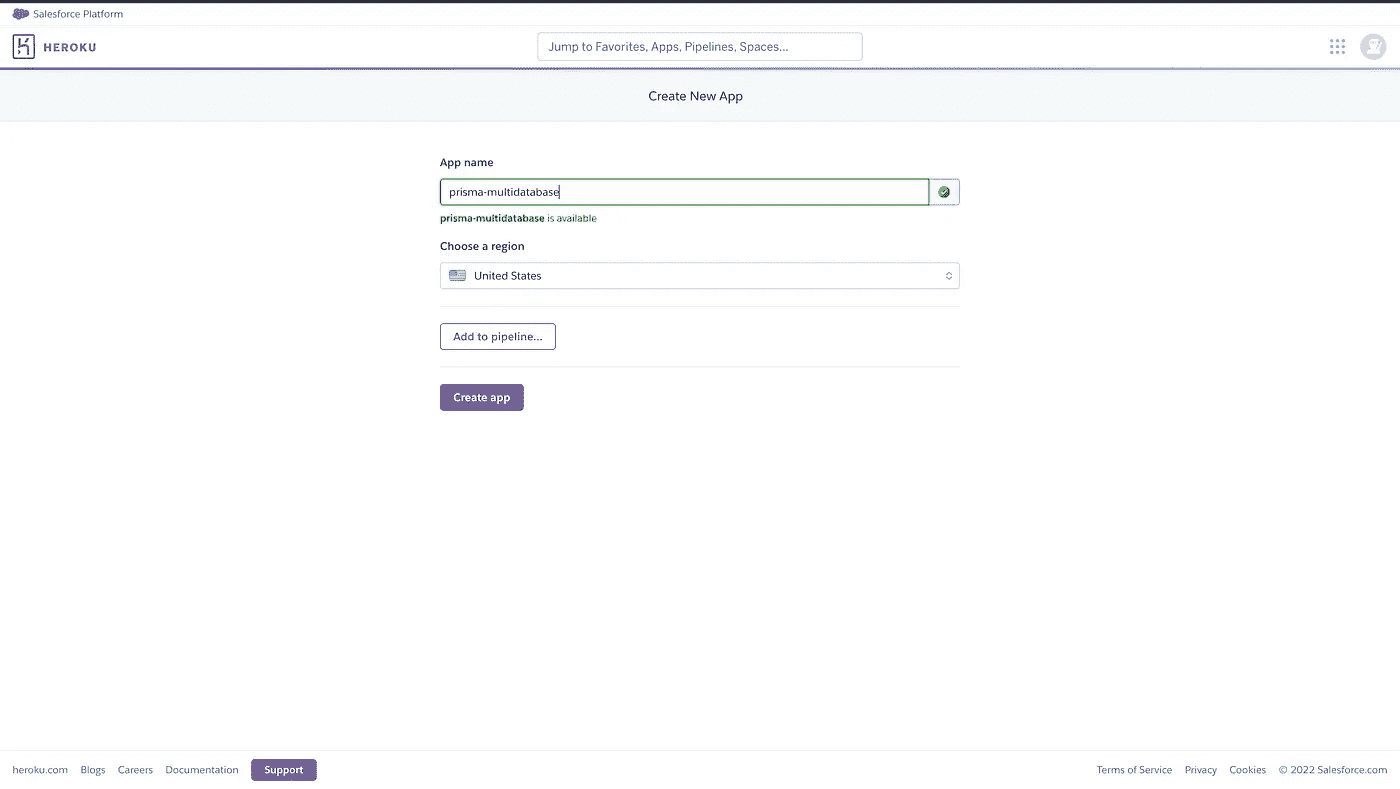 Salesforce Platform
HEROKU
Jump to Favorites, Apps, Pipelines, Spaces...
Create New App
App name
prisma-multidatabase
prisma-multidatabase is available
Choose a region
United States
Add to pipeline...
Create app
heroku.com Blogs Careers Documentation Support Terms of Service Privacy Cookies © 2022 Salesforce.com